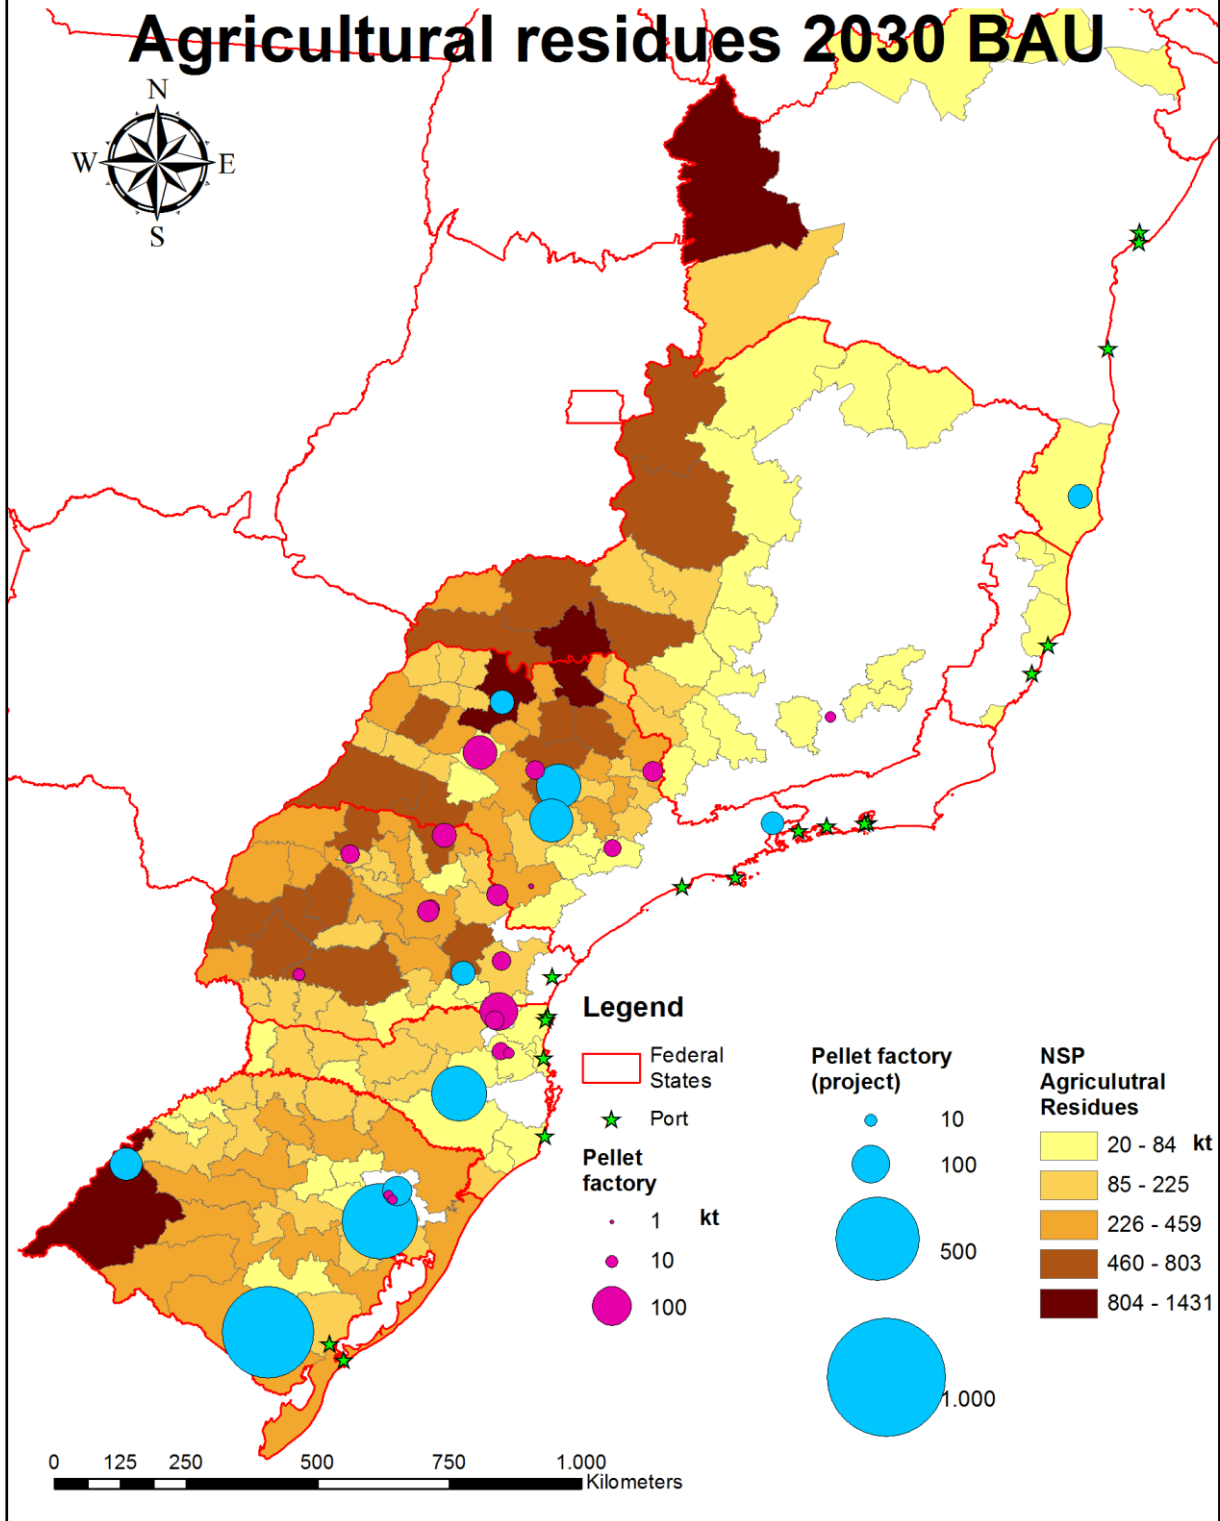 Agricultural residues 2030 BAU
N
W E
S
Legend
Federal
States
Port
Pellet
factory
1 kt
10
100
Pellet factory
(project)
10
100
500
1.000
NSP
Agriculutral
Residues
20 - 84 kt
85 - 225
226 - 459
460 - 803
804 - 1431
0 125 250 500 750 1.000
Kilometers